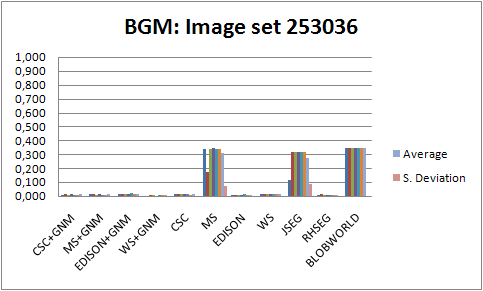 BGM: Image set 253036
1,000
0,900
0,800
0,700
0,600
0,500
0,400
0,300
0,200
0,100
0,000
CSC+GNM
MS+GNM
EDISON+GNM
WS+GNM
CSC
MS
EDISON
WS
JSEG
RHSEG
BLOBWORLD
Average
S. Deviation